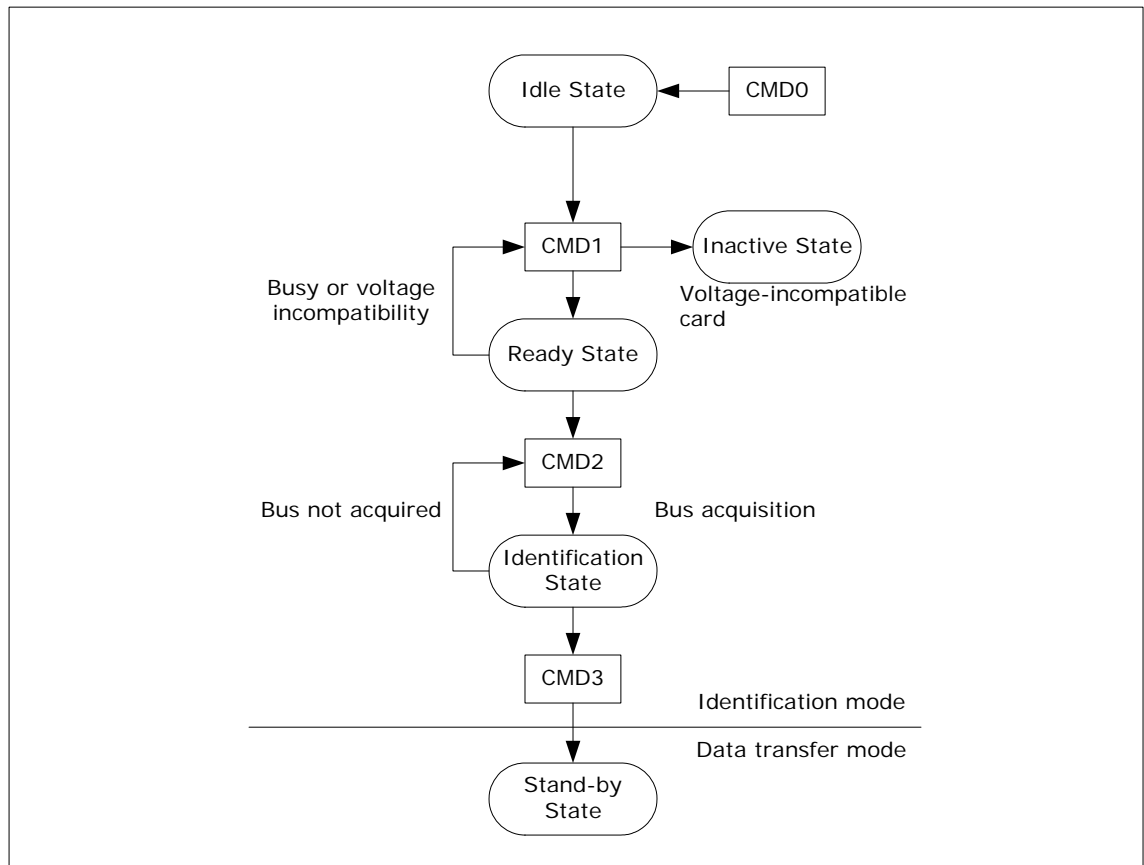 Idle State
CMD0
CMD1
Inactive State
Busy or voltage
incompatibility
Voltage-incompatible
card
Ready State
CMD2
Bus not acquired
Bus acquisition
Identification
State
CMD3
Identification mode
Data transfer mode
Stand-by
State